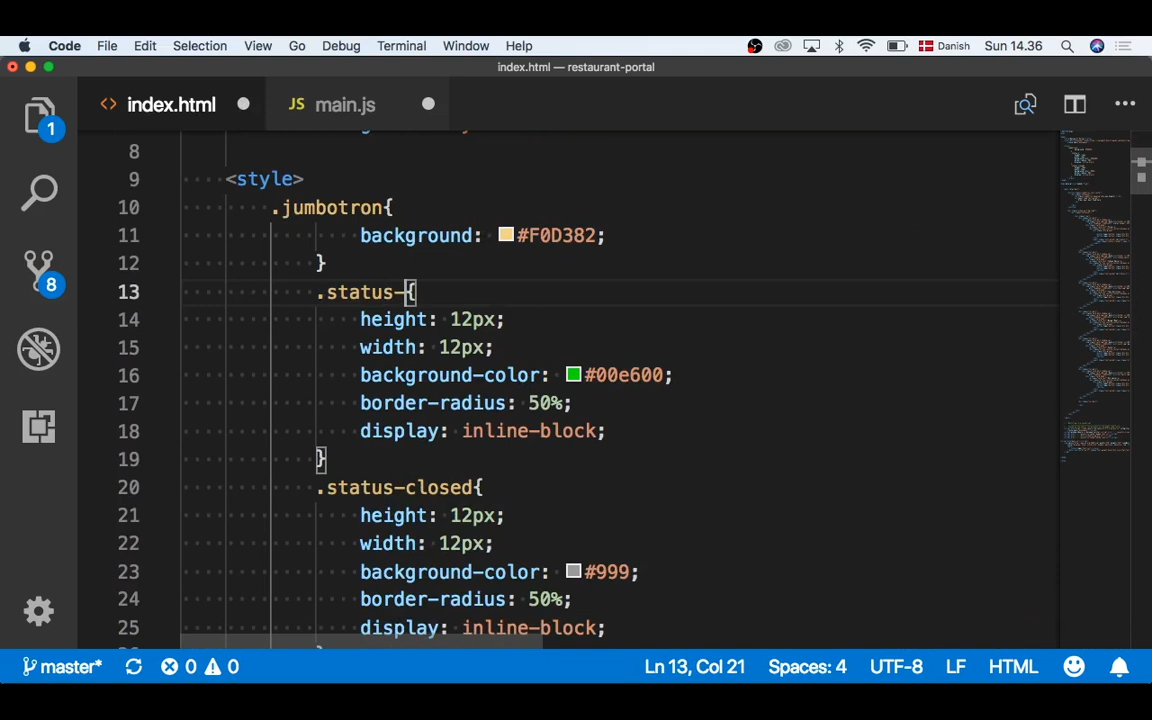 Code File Edit Selection View Go Debug Terminal Window Help Danish Sun 14.36
index.html — restaurant-portal
index.html JS main.js
1
8
8
9 <style>
10 .jumbotron{
11 background: #F0D382;
12 }
13 .status-{
14 height: 12px;
15 width: 12px;
16 background-color: #00e600;
17 border-radius: 50%;
18 display: inline-block;
19 }
20 .status-closed{
21 height: 12px;
22 width: 12px;
23 background-color: #999;
24 border-radius: 50%;
25 display: inline-block;
master* 0 0 Ln 13, Col 21 Spaces: 4 UTF-8 LF HTML